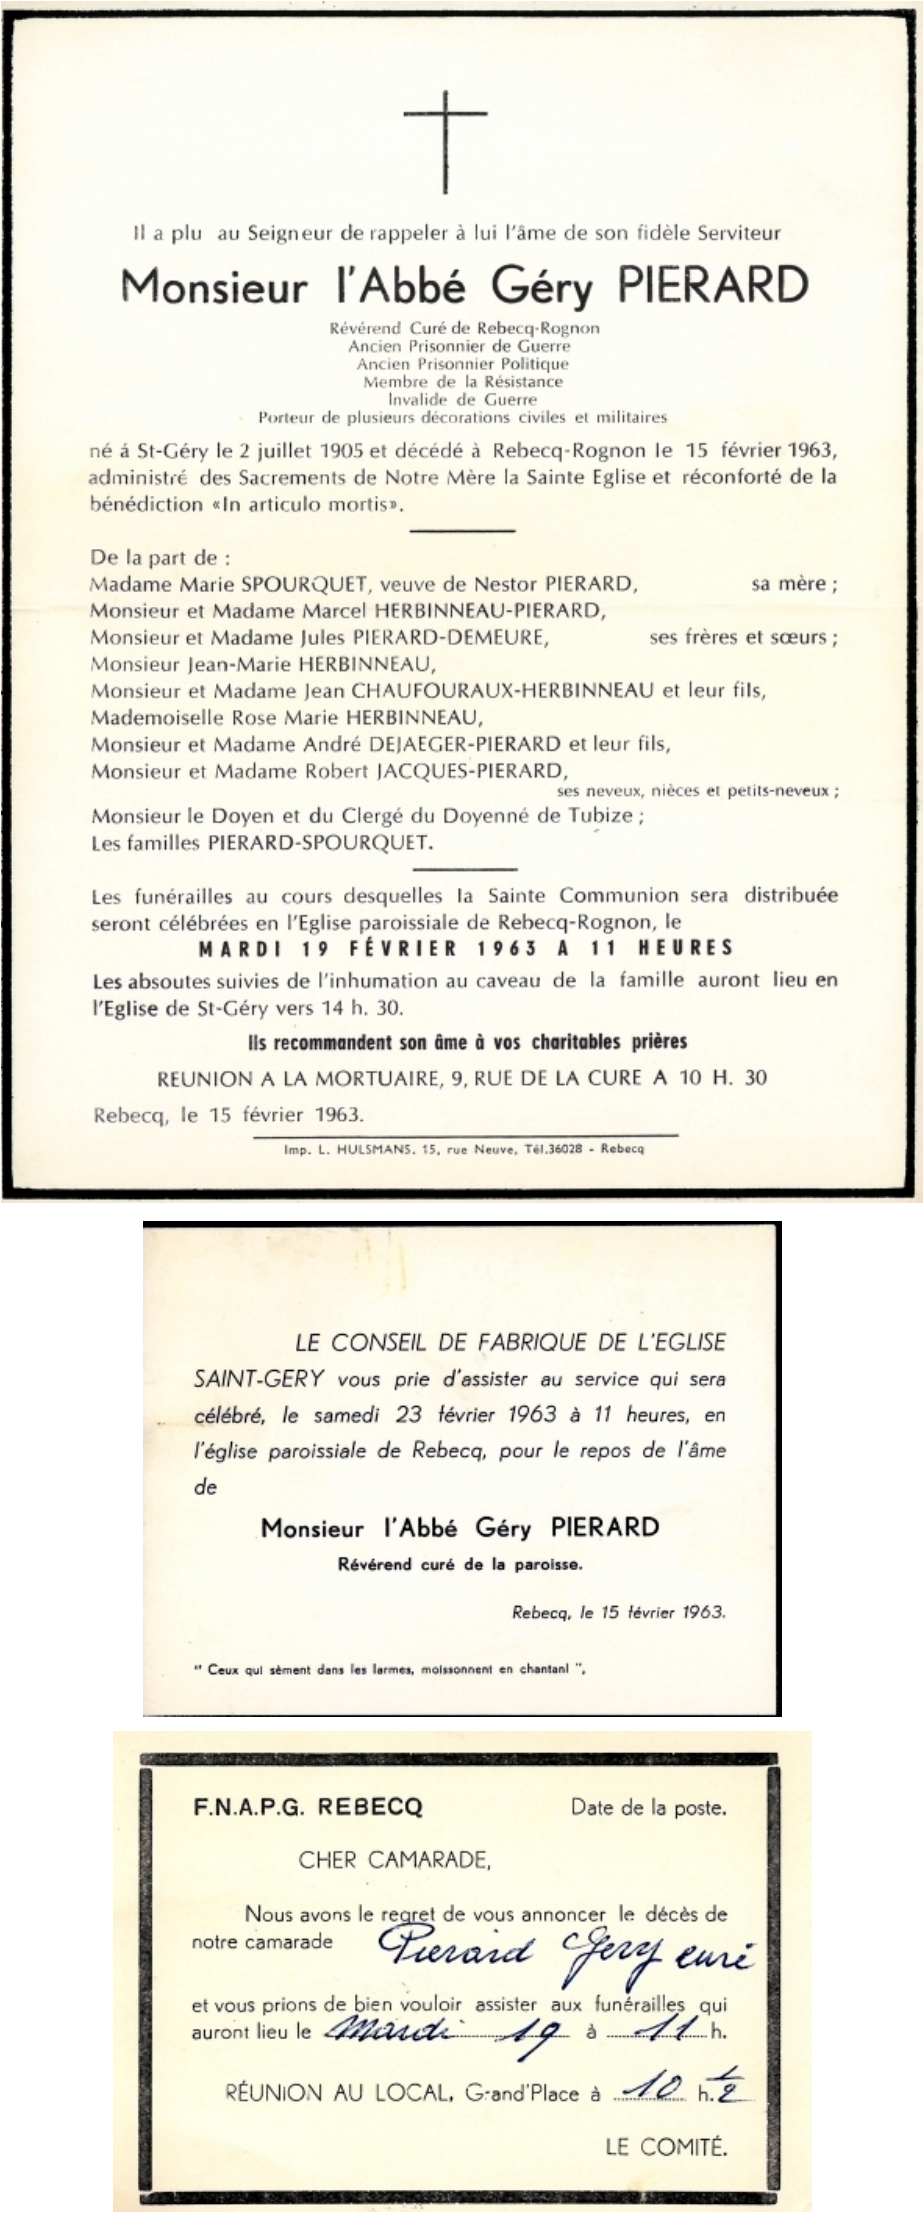 Il a plu au Seigneur de rappeler à lui l'âme de son fidèle Serviteur
Monsieur l'Abbé Géry PIERARD
Révérend Curé de Rebecq-Rognon
Ancien Prisonnier de Guerre
Ancien Prisonnier Politique
Membre de la Résistance
Invalide de Guerre
Porteur de plusieurs décorations civiles et militaires
né á St-Géry le 2 juillet 1905 et décédé à Rebecq-Rognon le 15 février 1963,
administré des Sacrements de Notre Mère la Sainte Eglise et réconforté de la
bénédiction «In articulo mortis».
De la part de :
Madame Marie SPOURQUET, veuve de Nestor PIERARD, sa mère ;
Monsieur et Madame Marcel HERBINNEAU-PIERARD,
Monsieur et Madame Jules PIERARD-DEMEURE, ses frères et sœurs ;
Monsieur Jean-Marie HERBINNEAU,
Monsieur et Madame Jean CHAUFOURAUX-HERBINNEAU et leur fils,
Mademoiselle Rose Marie HERBINNEAU,
Monsieur et Madame André DEJAEGER-PIERARD et leur fils,
Monsieur et Madame Robert JACQUES-PIERARD,
ses neveux, nièces et petits-neveux ;
Monsieur le Doyen et du Clergé du Doyenné de Tubize ;
Les familles PIERARD-SPOURQUET.
Les funérailles au cours desquelles la Sainte Communion sera distribuée
seront célébrées en l'Eglise paroissiale de Rebecq-Rognon, le
MARDI 19 FÉVRIER 1963 A 11 HEURES
Les absoutes suivies de l'inhumation au caveau de la famille auront lieu en
l'Eglise de St-Géry vers 14 h. 30.
Ils recommandent son âme à vos charitables prières
REUNION A LA MORTUAIRE, 9, RUE DE LA CURE A 10 H. 30
Rebecq, le 15 février 1963.
Imp. L. HULSMANS. 15, rue Neuve, Tél.36028 - Rebecq
LE CONSEIL DE FABRIQUE DE L'EGLISE
SAINT-GERY vous prie d'assister au service qui sera
célébré, le samedi 23 février 1963 à 11 heures, en
l'église paroissiale de Rebecq, pour le repos de l'âme
de
Monsieur l'Abbé Géry PIERARD
Révérend curé de la paroisse.
Rebecq, le 15 février 1963.
" Ceux qui sèment dans les larmes, moissonnent en chantant ",
F.N.A.P.G. REBECQ Date de la poste.
CHER CAMARADE,
Nous avons le regret de vous annoncer le décès de
notre camarade Pierard Gery curé
et vous prions de bien vouloir assister aux funérailles qui
auront lieu le Mardi 19 à 11 h.
RÉUNION AU LOCAL, Grand'Place à 10 h. 1/2
LE COMITÉ.